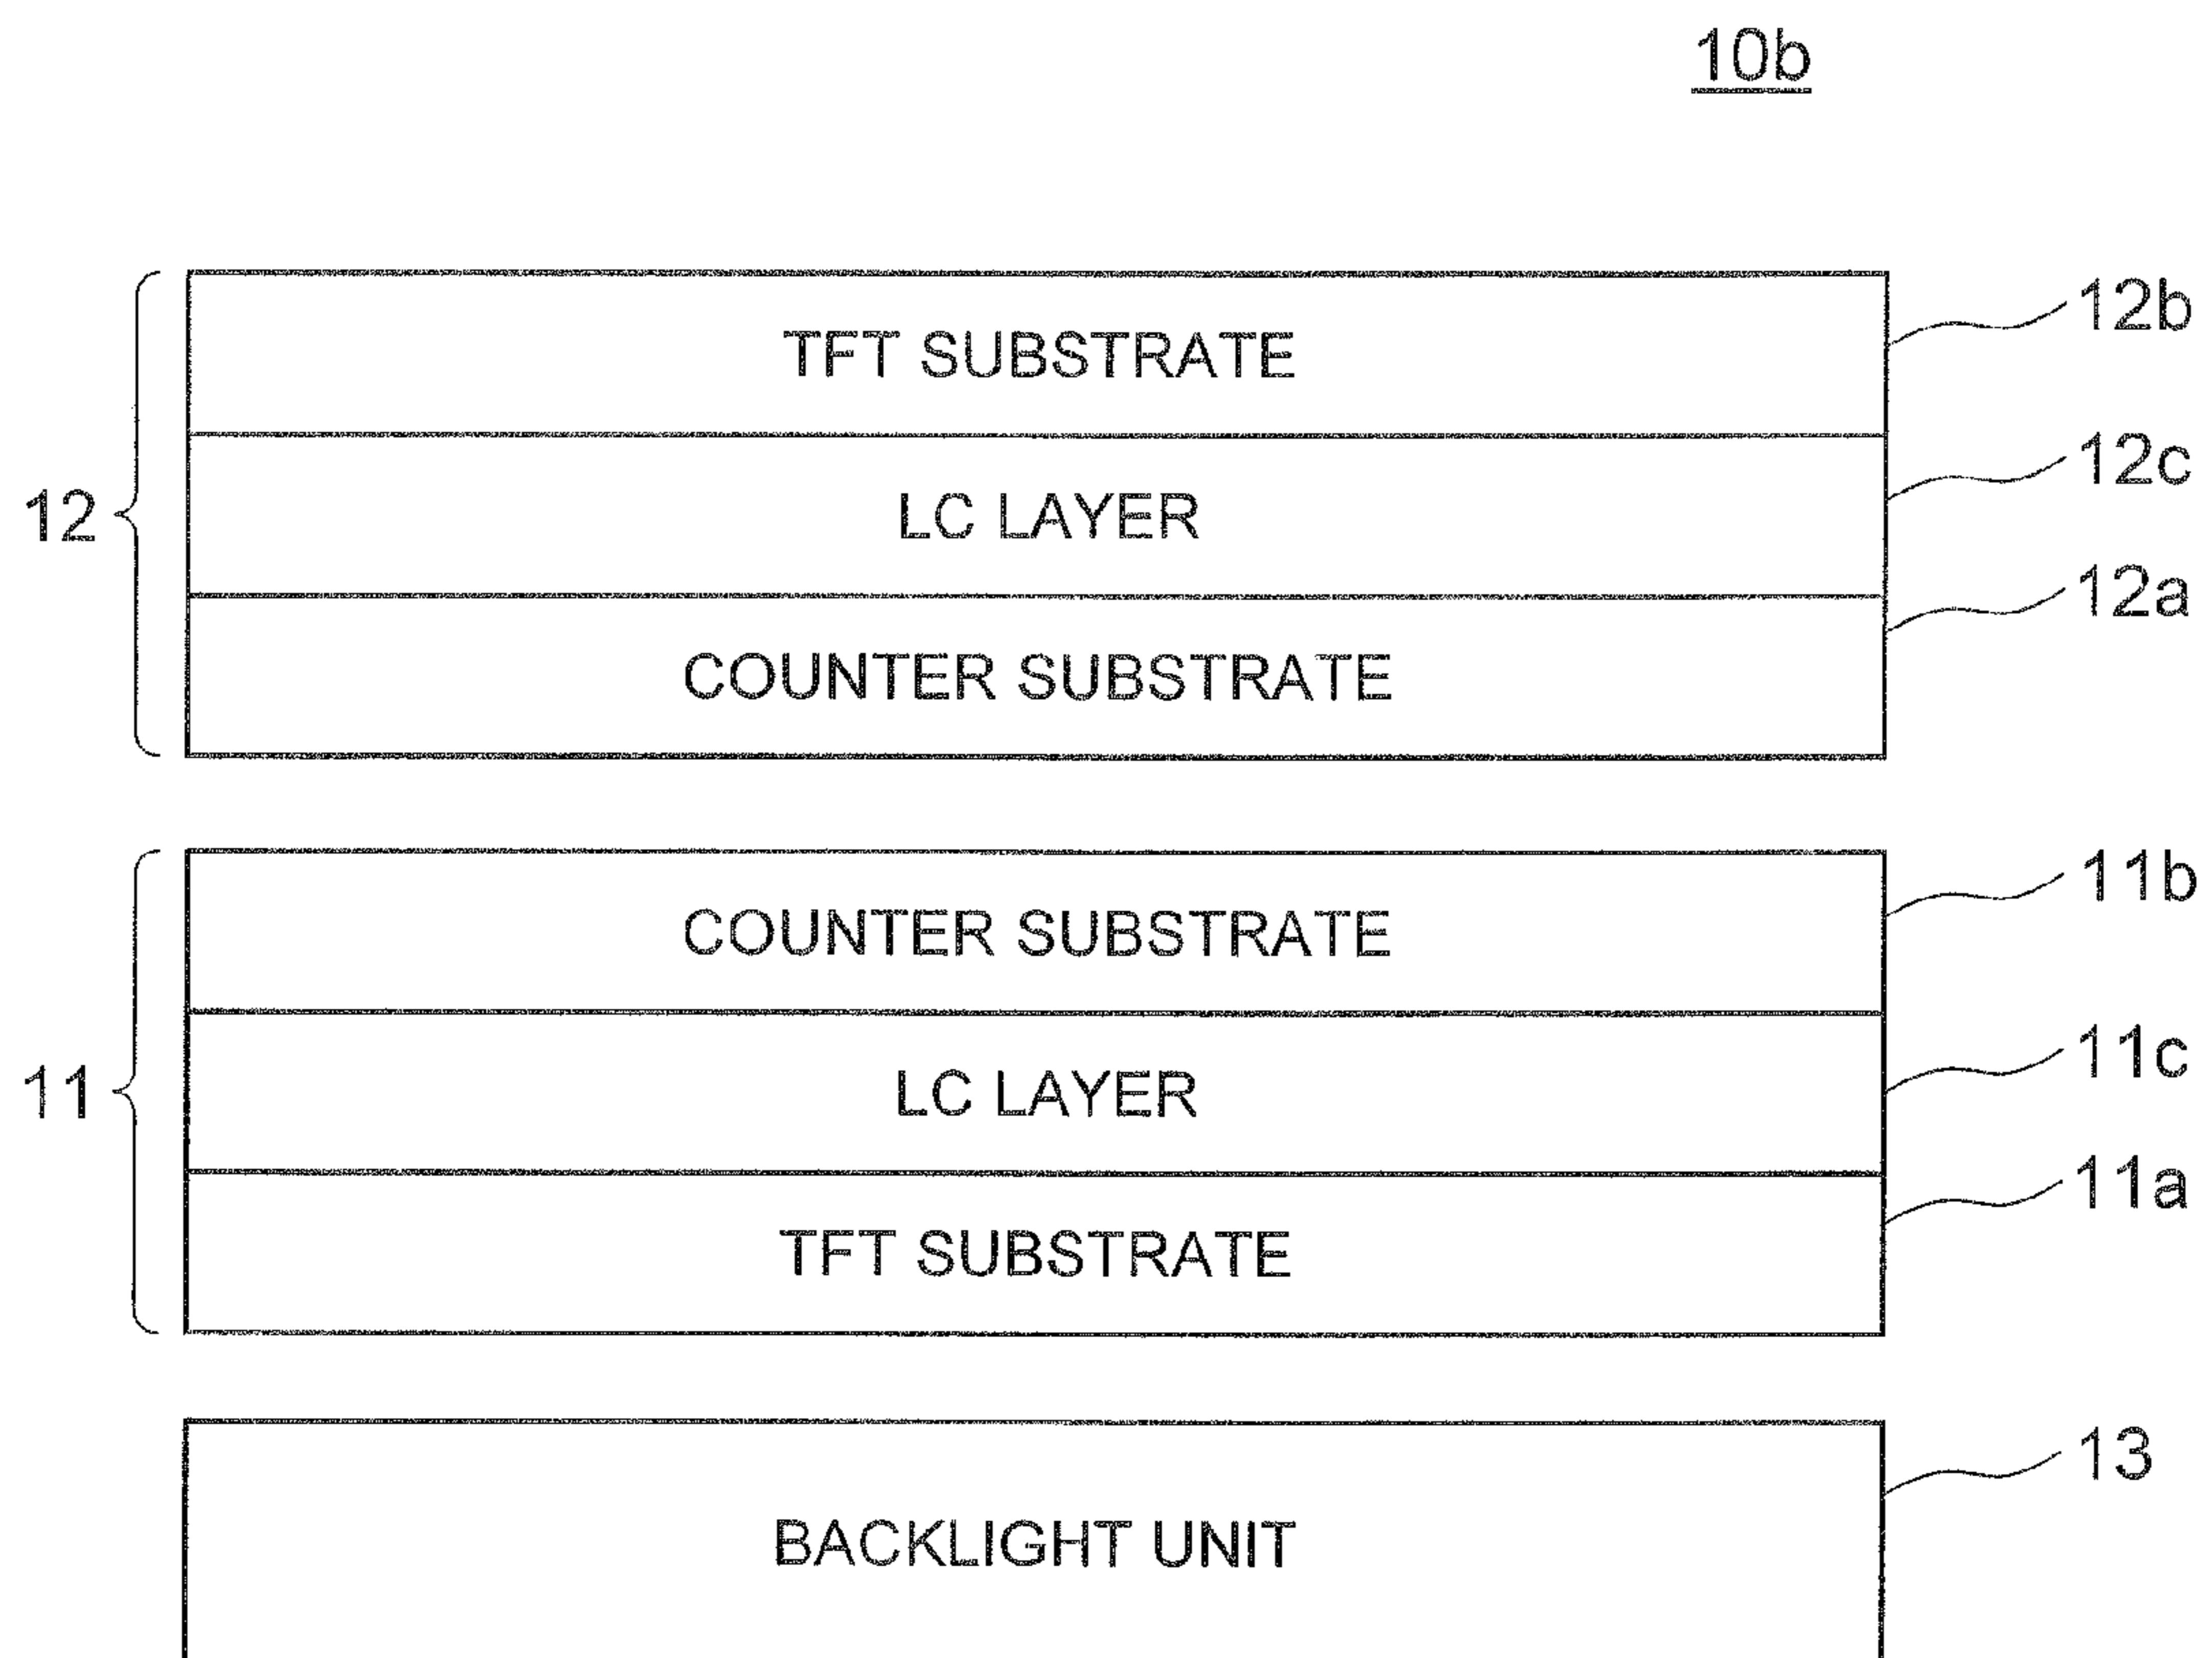 10b
TFT SUBSTRATE
12b
LC LAYER
12c
12
COUNTER SUBSTRATE
12a
COUNTER SUBSTRATE
11b
LC LAYER
11c
11
TFT SUBSTRATE
11a
BACKLIGHT UNIT
13